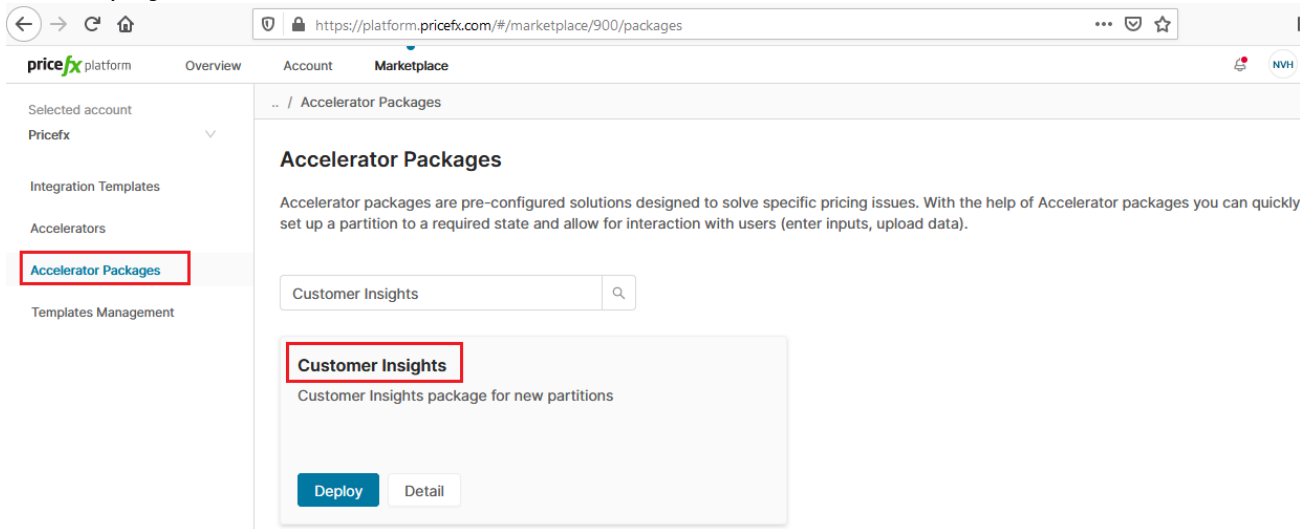 https://platform.pricefx.com/#/marketplace/900/packages
pricefx platform Overview Account Marketplace NVH
Selected account
Pricefx
Integration Templates
Accelerators
Accelerator Packages
Templates Management
.. / Accelerator Packages
Accelerator Packages
Accelerator packages are pre-configured solutions designed to solve specific pricing issues. With the help of Accelerator packages you can quickly
set up a partition to a required state and allow for interaction with users (enter inputs, upload data).
Customer Insights
Customer Insights
Customer Insights package for new partitions
Deploy Detail